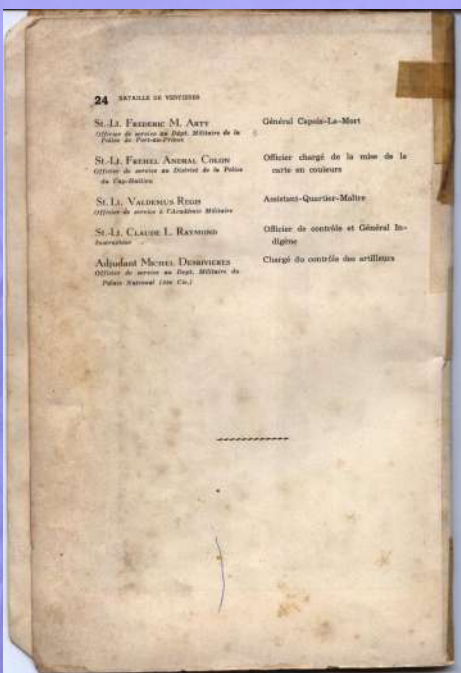 24 BATAILLE DE VERTIERES
St.-Lt. FREDERIC M. ARTY Général Capois-La-Mort
Officier de service au Dépt. Militaire de la
Police de Port-au-Prince
St.-Lt. FREHEL ANDRAL COLON Officier chargé de la mise de la
Officier de service au District de la Police carte en couleurs
du Cap-Haïtien
St. Lt. VALDEMUS REGIS Assistant-Quartier-Maître
Officier de service à l'Académie Militaire
St.-Lt. CLAUDE L. RAYMOND Officier de contrôle et Général In-
Instructeur digène
Adjudant MICHEL DESRIVIERES Chargé du contrôle des artilleurs
Officier de service au Dept. Militaire du
Palais National (4èe Cie.)